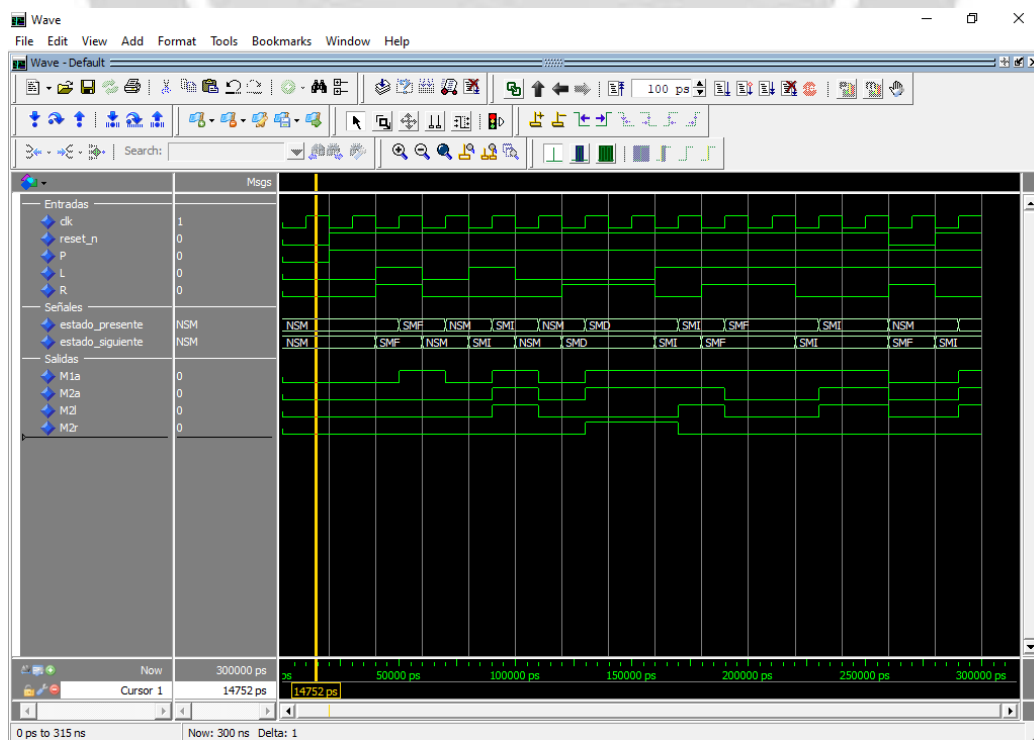 Wave
File Edit View Add Format Tools Bookmarks Window Help
Wave - Default
100 ps
Search:
Msgs
Entradas
clk 1
reset_n 0
P 0
L 0
R 0
Señales
estado_presente NSM NSM SMF NSM SMI NSM SMD SMI SMF SMI NSM
estado_siguiente NSM NSM SMF NSM SMI NSM SMD SMI SMF SMI SMF SMI
Salidas
M1a 0
M2a 0
M2l 0
M2r 0
Now 300000 ps ps 50000 ps 100000 ps 150000 ps 200000 ps 250000 ps 300000 ps
Cursor 1 14752 ps 14752 ps
0 ps to 315 ns Now: 300 ns Delta: 1